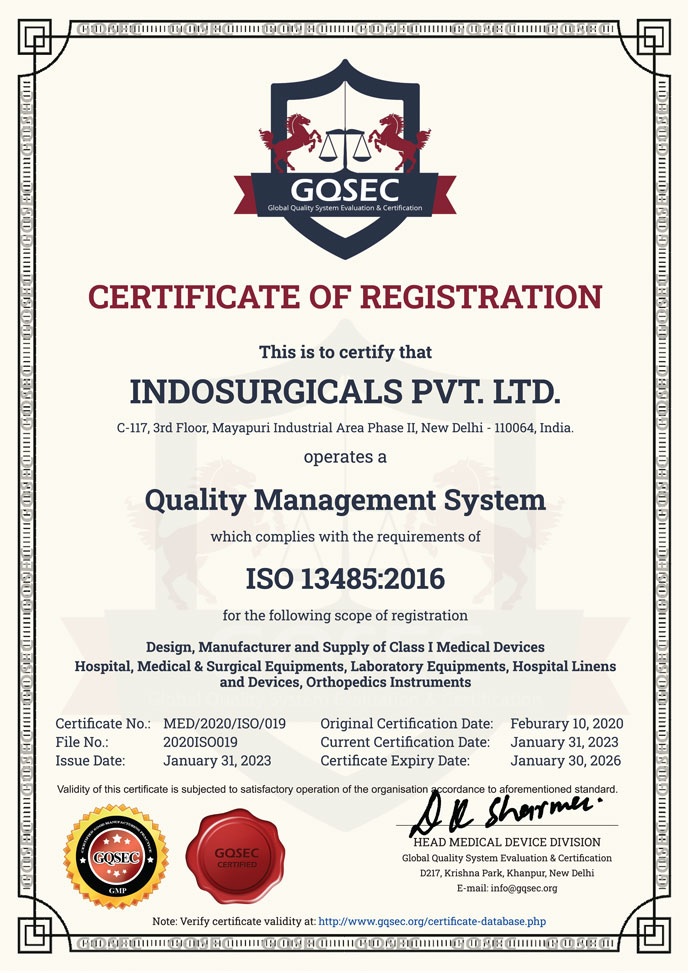 GQSEC
Global Quality System Evaluation & Certification
CERTIFICATE OF REGISTRATION
This is to certify that
INDOSURGICALS PVT. LTD.
C-117, 3rd Floor, Mayapuri Industrial Area Phase II, New Delhi - 110064, India.
operates a
Quality Management System
which complies with the requirements of
ISO 13485:2016
for the following scope of registration
Design, Manufacturer and Supply of Class I Medical Devices
Hospital, Medical & Surgical Equipments, Laboratory Equipments, Hospital Linens
and Devices, Orthopedics Instruments
Global Quality System Evaluation & Certification
Certificate No.: MED/2020/ISO/019 Original Certification Date: Feburary 10, 2020
File No.: 2020ISO019 Current Certification Date: January 31, 2023
Issue Date: January 31, 2023 Certificate Expiry Date: January 30, 2026
Validity of this certificate is subjected to satisfactory operation of the organisation accordance to aforementioned standard.
GQSEC
GMP
GQSEC
CERTIFIED
HEAD MEDICAL DEVICE DIVISION
Global Quality System Evaluation & Certification
D217, Krishna Park, Khanpur, New Delhi
E-mail: info@gqsec.org
Note: Verify certificate validity at: http://www.gqsec.org/certificate-database.php